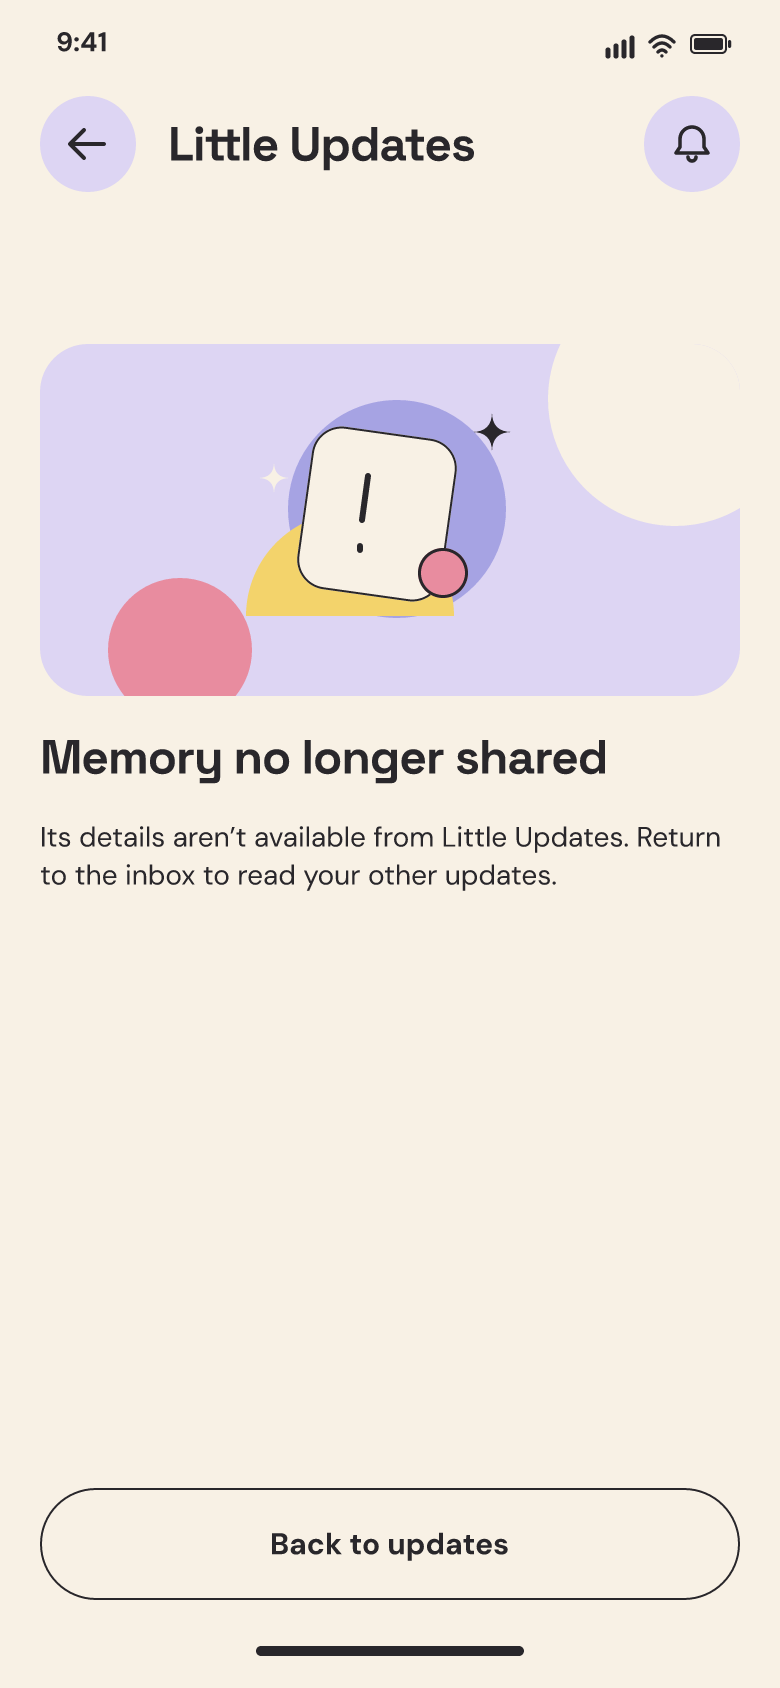 9:41
Little Updates
Memory no longer shared
Its details aren’t available from Little Updates. Return
to the inbox to read your other updates.
Back to updates